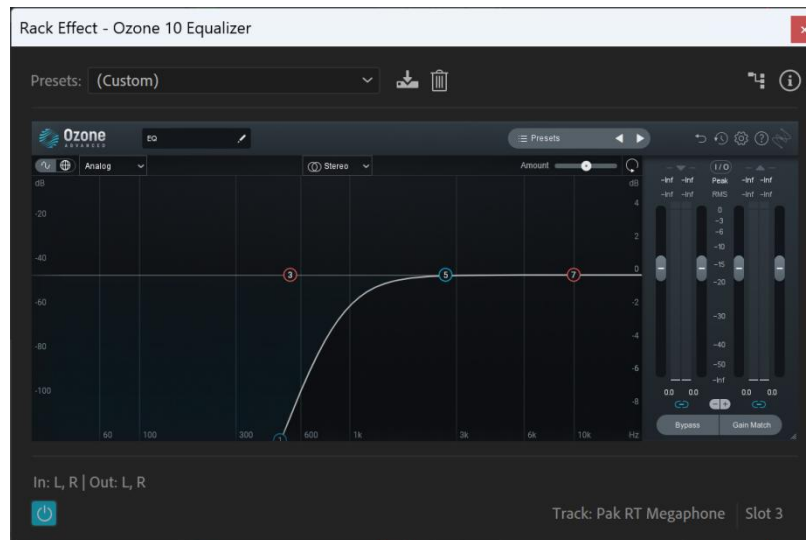 Rack Effect - Ozone 10 Equalizer
Presets: (Custom)
Ozone
ADVANCED
EQ
Presets
Analog
Stereo
Amount
I/O
-Inf -Inf Peak -Inf -Inf
-Inf -Inf RMS -Inf -Inf
dB dB
-20
-40
-60
-80
-100
4
2
0
-2
-4
-6
-8
3
5
7
1
60 100 300 600 1k 3k 6k 10k Hz
0
-3
-6
-10
-15
-20
-30
-40
-50
-Inf
0.0 0.0 0.0 0.0
Bypass Gain Match
In: L, R | Out: L, R
Track: Pak RT Megaphone Slot 3